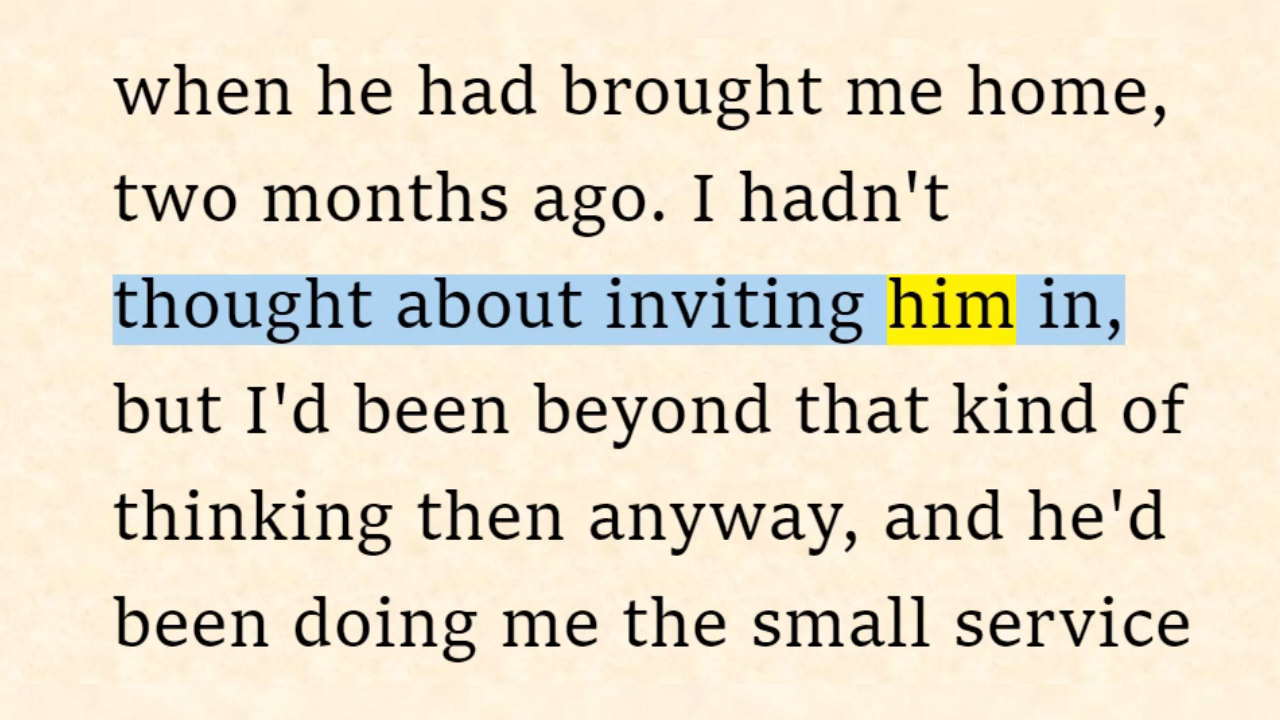 when he had brought me home,
two months ago. I hadn't
thought about inviting him in,
but I'd been beyond that kind of
thinking then anyway, and he'd
been doing me the small service